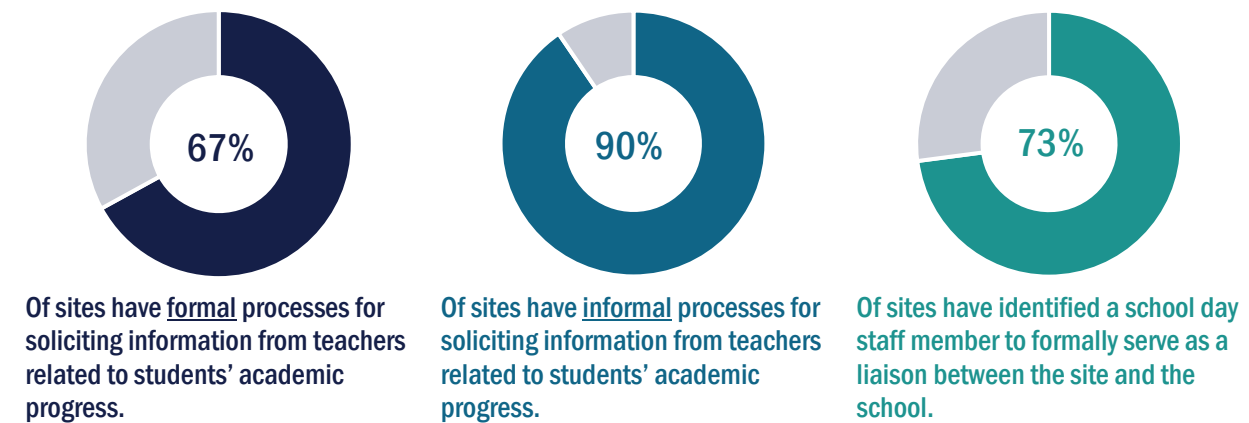 67%
90%
73%
Of sites have formal processes for
soliciting information from teachers
related to students’ academic
progress.
Of sites have informal processes for
soliciting information from teachers
related to students’ academic
progress.
Of sites have identified a school day
staff member to formally serve as a
liaison between the site and the
school.